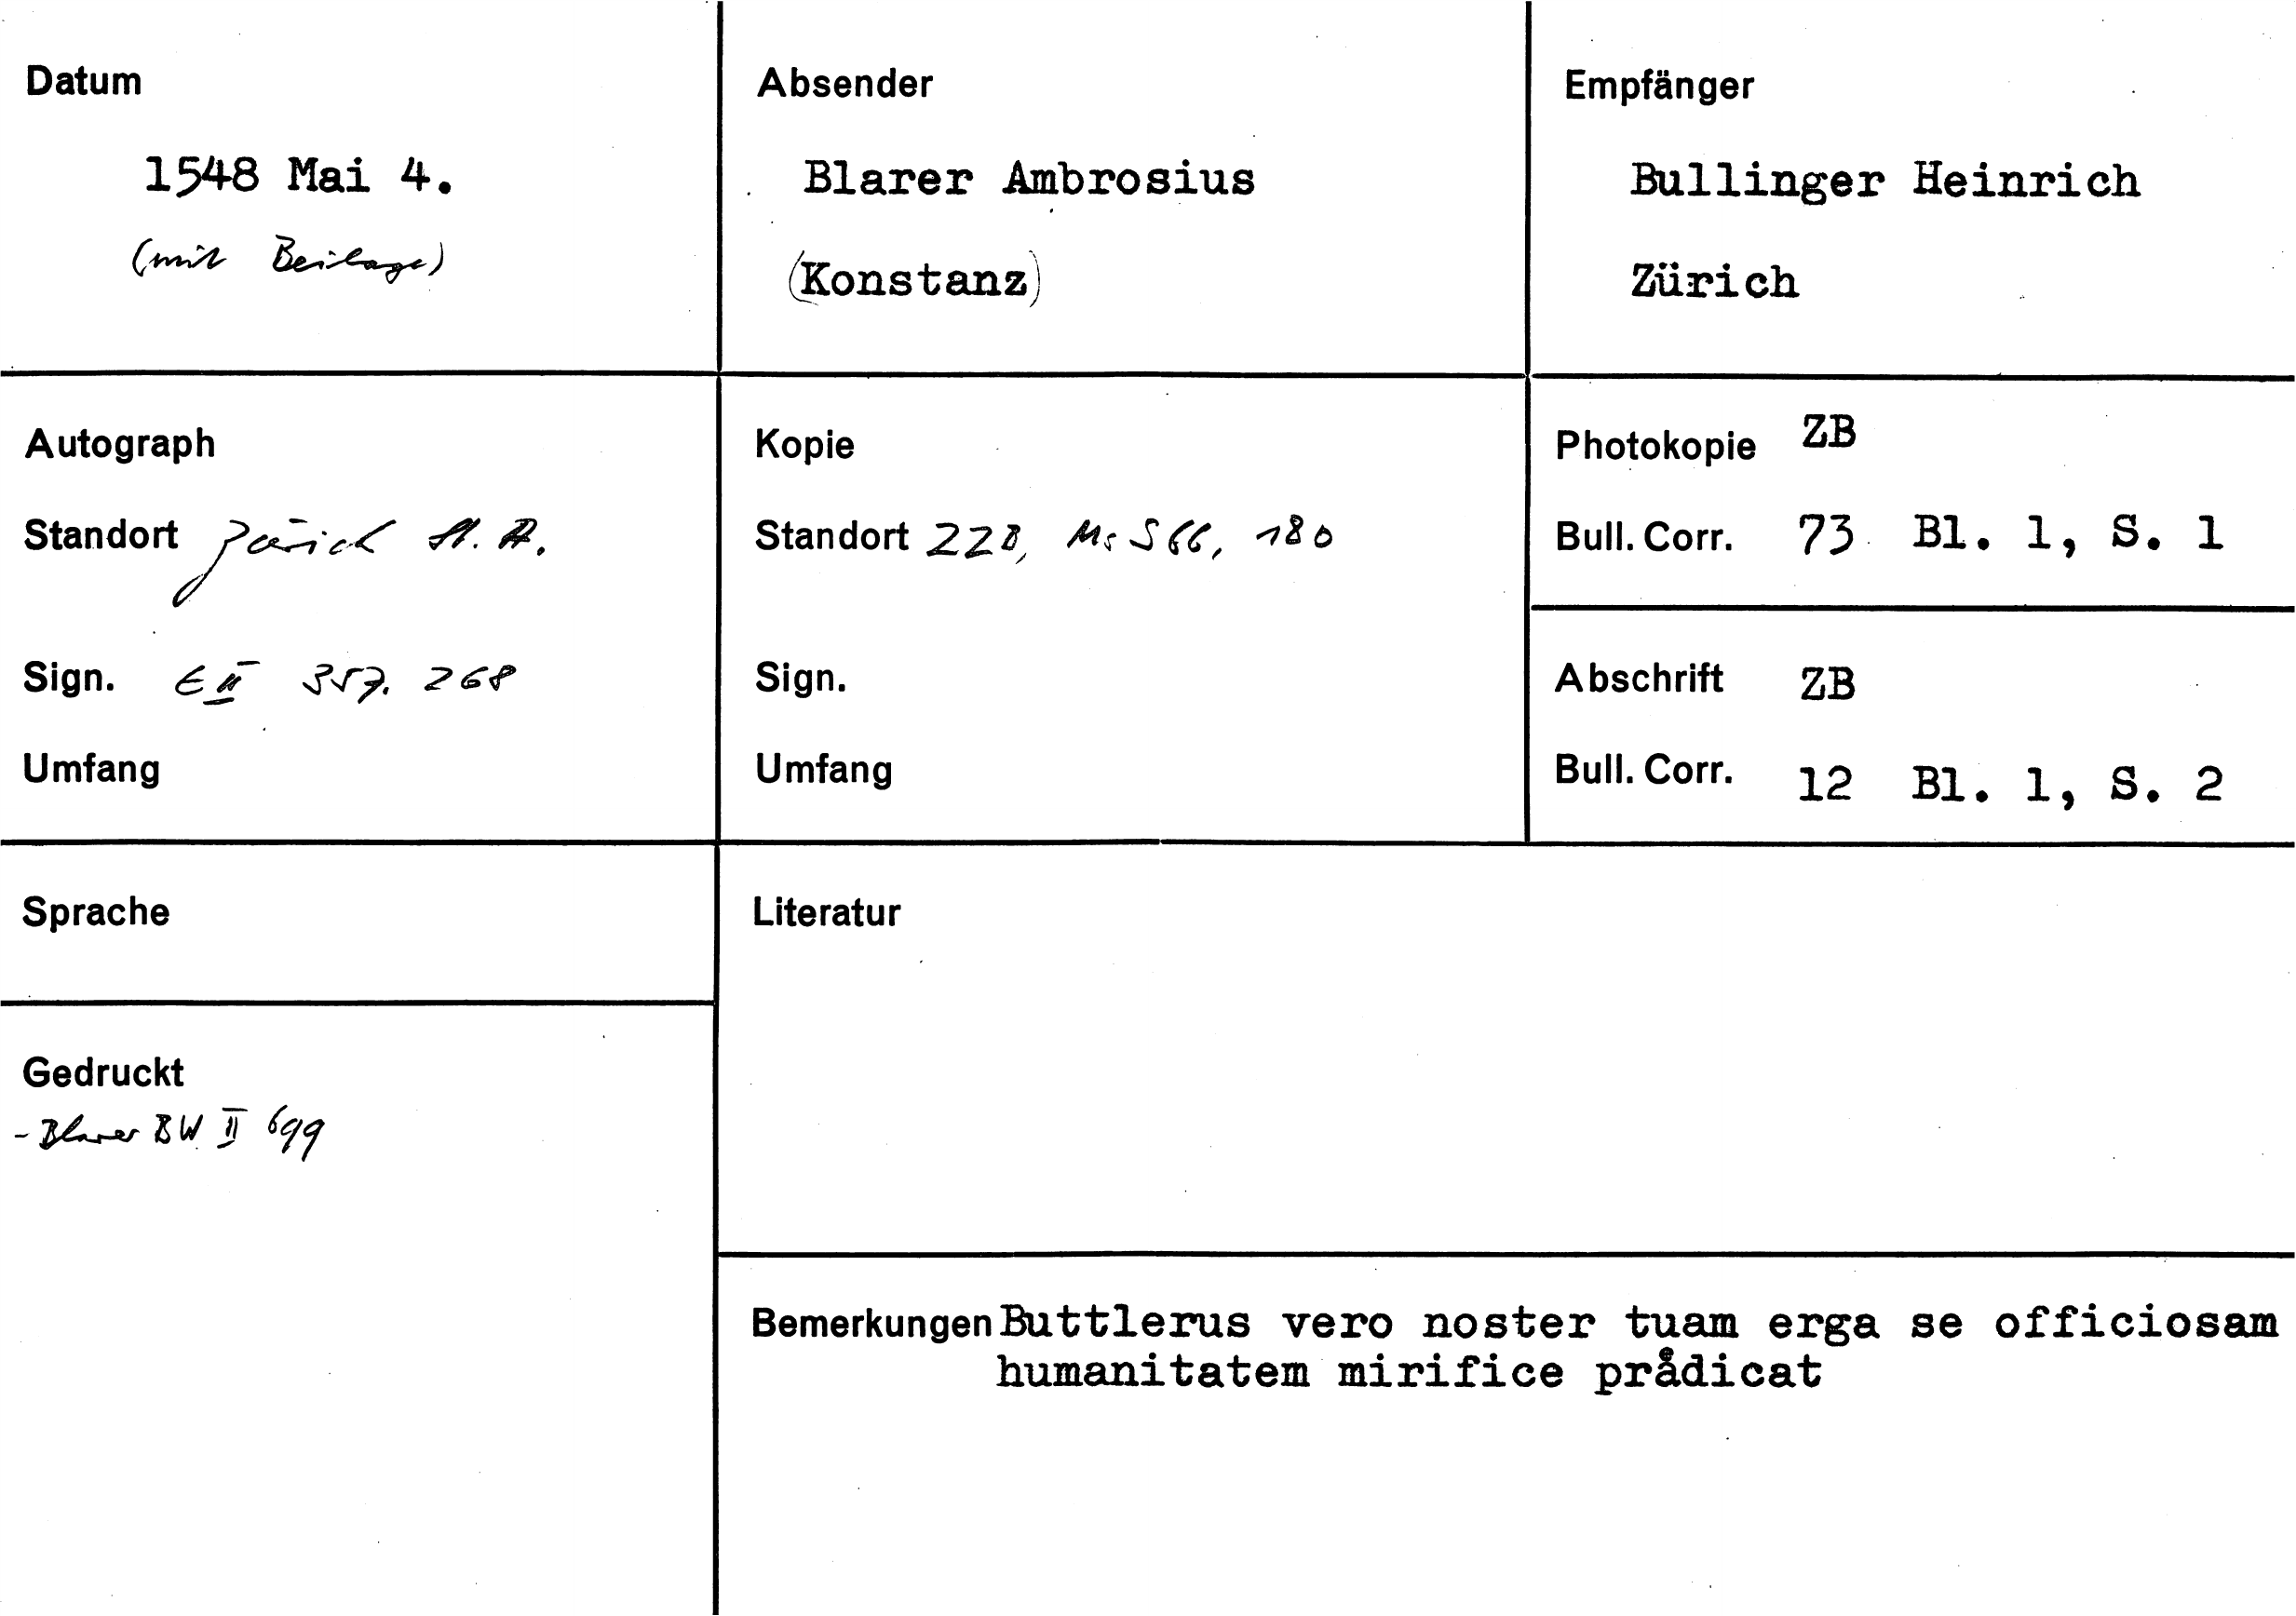 Datum
1548 Mai 4.
(mit Beilage)
Absender
Blarer Ambrosius
(Konstanz)
Empfänger
Bullinger Heinrich
Zürich
Autograph
Standort Zürich St. A.
Sign. E II 357. 268
Umfang
Kopie
Standort ZZB, Ms S 66, 180
Sign.
Umfang
Photokopie ZB
Bull. Corr. 73 Bl. 1, S. 1
Abschrift ZB
Bull. Corr. 12 Bl. 1, S. 2
Sprache
Gedruckt
- Blarer BW II 699
Literatur
Bemerkungen Buttlerus vero noster tuam erga se officiosam
humanitatem mirifice praͤdicat